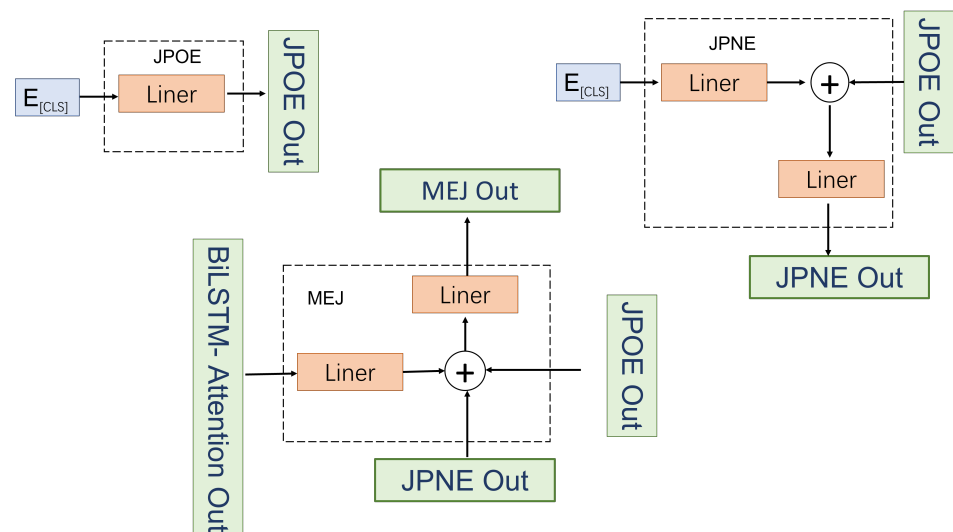 JPOE
E[CLS]
Liner
JPOE Out
JPNE
E[CLS]
Liner
+
JPOE Out
Liner
JPNE Out
MEJ Out
BiLSTM- Attention Out
MEJ
Liner
Liner
+
JPOE Out
JPNE Out